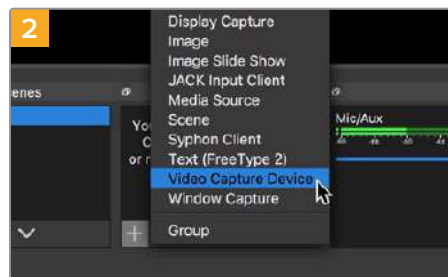 2
Display Capture
Image
Image Slide Show
JACK Input Client
Media Source
Scene
Syphon Client
Text (FreeType 2)
Video Capture Device
Window Capture
Group
enes
Yo
C
or r
Mic/Aux